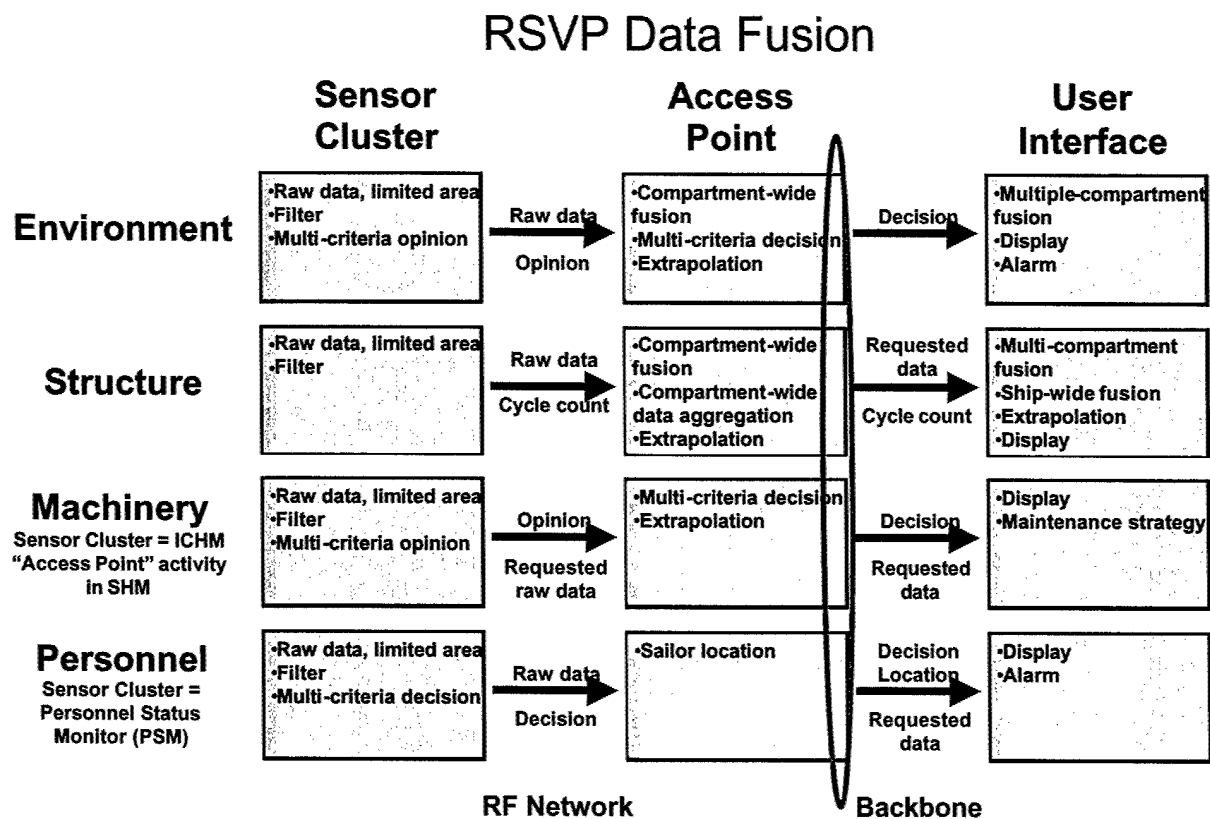 RSVP Data Fusion
Sensor
Cluster
Access
Point
User
Interface
Environment
•Raw data, limited area
•Filter
•Multi-criteria opinion
Raw data
Opinion
•Compartment-wide
fusion
•Multi-criteria decision
•Extrapolation
Decision
•Multiple-compartment
fusion
•Display
•Alarm
Structure
•Raw data, limited area
•Filter
Raw data
Cycle count
•Compartment-wide
fusion
•Compartment-wide
data aggregation
•Extrapolation
Requested
data
Cycle count
•Multi-compartment
fusion
•Ship-wide fusion
•Extrapolation
•Display
Machinery
Sensor Cluster = ICHM
“Access Point” activity
in SHM
•Raw data, limited area
•Filter
•Multi-criteria opinion
Opinion
Requested
raw data
•Multi-criteria decision
•Extrapolation
Decision
Requested
data
•Display
•Maintenance strategy
Personnel
Sensor Cluster =
Personnel Status
Monitor (PSM)
•Raw data, limited area
•Filter
•Multi-criteria decision
Raw data
Decision
•Sailor location
Decision
Location
Requested
data
•Display
•Alarm
RF Network
Backbone